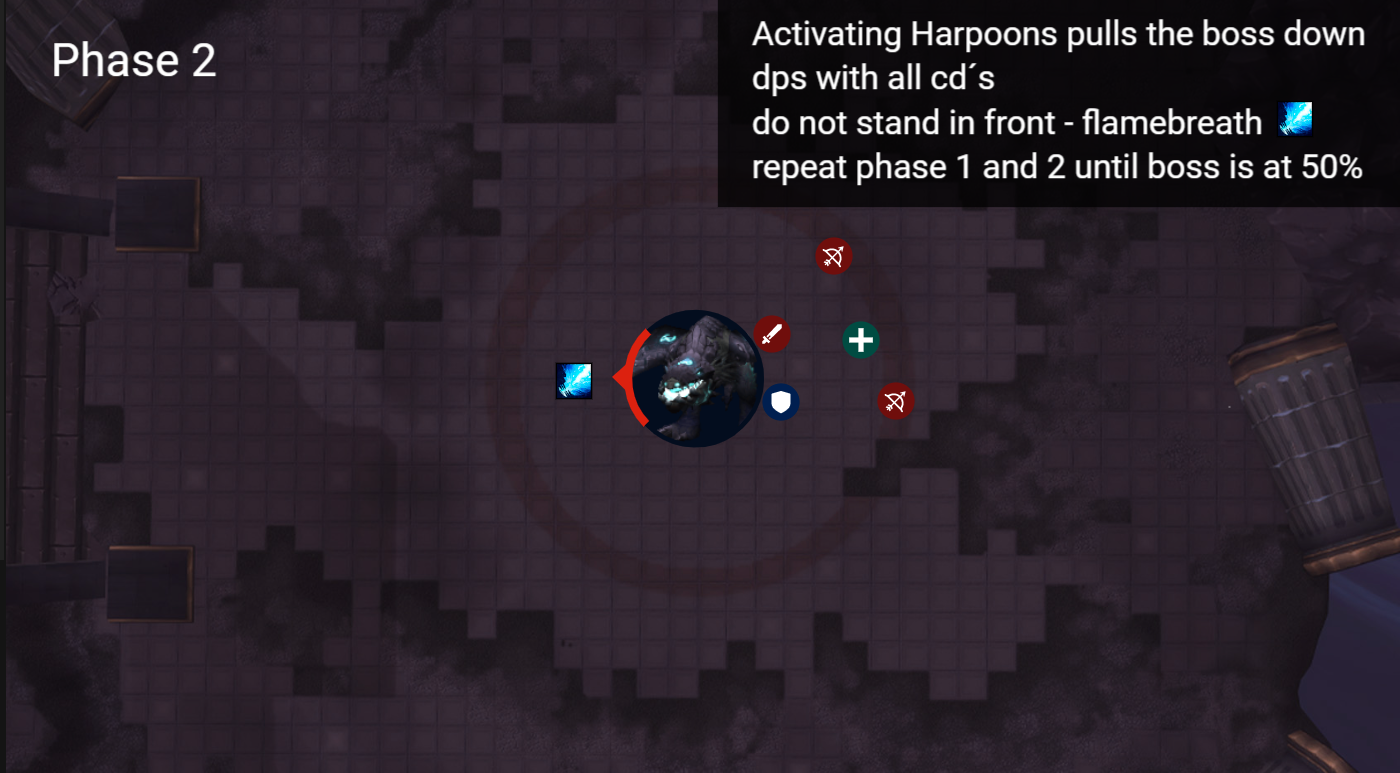 Phase 2
Activating Harpoons pulls the boss down
dps with all cd´s
do not stand in front - flamebreath
repeat phase 1 and 2 until boss is at 50%